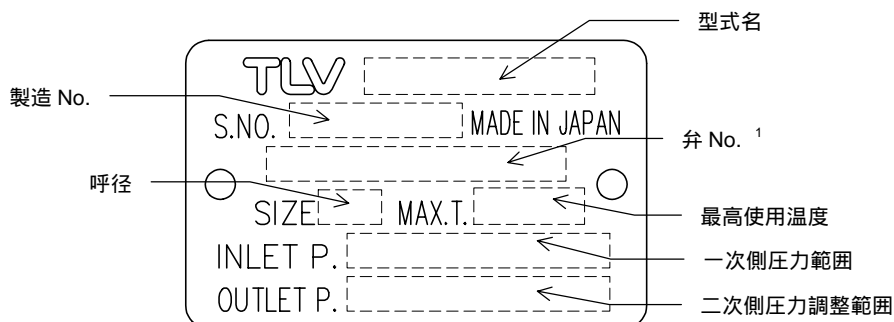 型式名
TLV
製造 No.
S.NO. MADE IN JAPAN
弁 No. 1
呼径
SIZE MAX.T.
最高使用温度
INLET P.
一次側圧力範囲
OUTLET P.
二次側圧力調整範囲